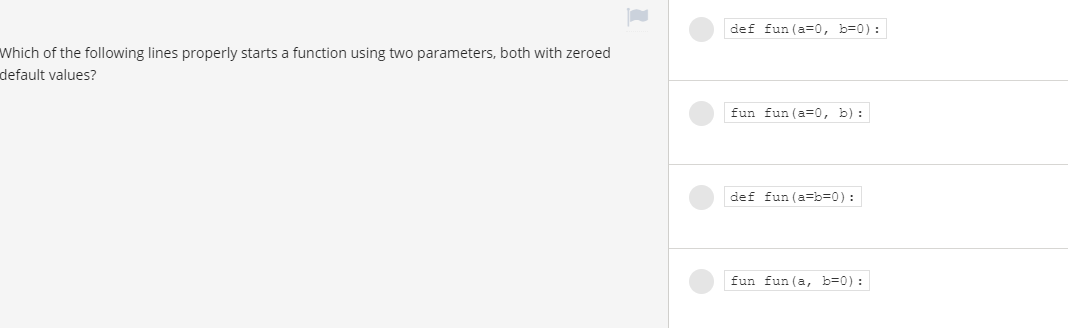 Which of the following lines properly starts a function using two parameters, both with zeroed
default values?
def fun(a=0, b=0):
fun fun(a=0, b):
def fun(a=b=0):
fun fun(a, b=0):